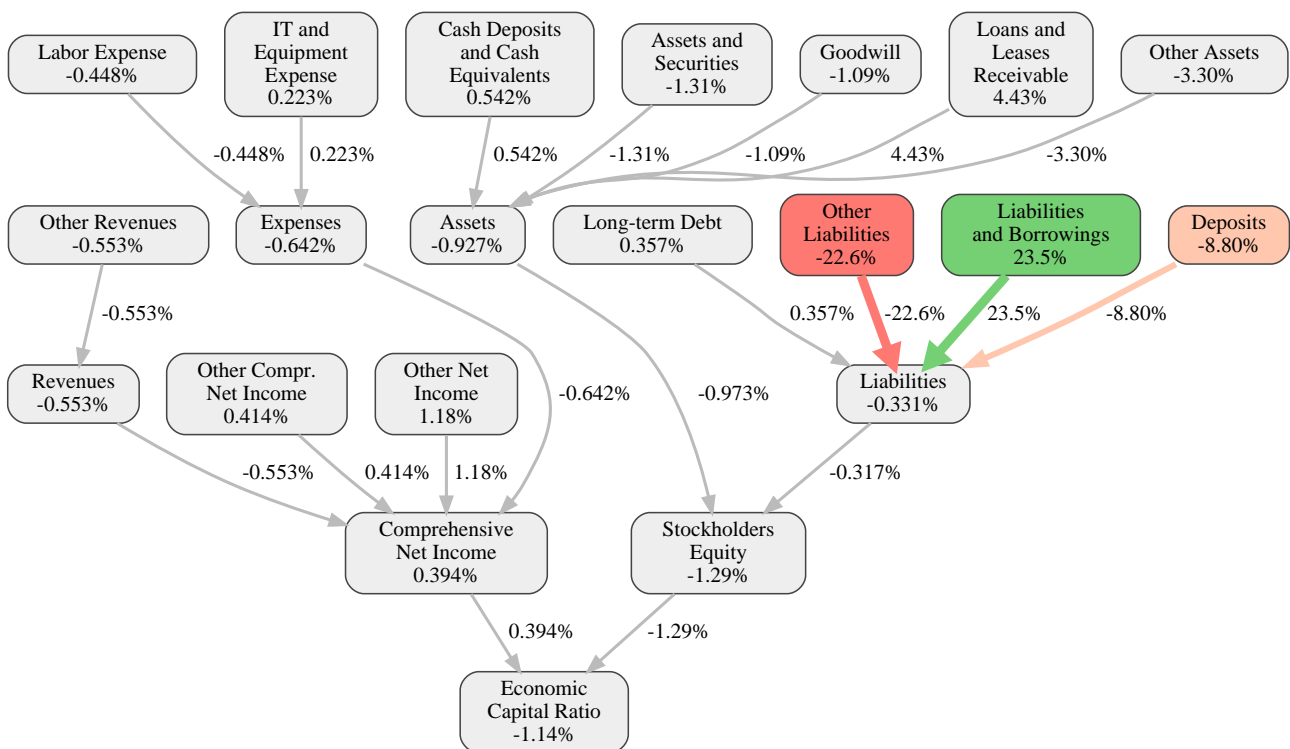 Labor Expense
-0.448%
IT and
Equipment
Expense
0.223%
Cash Deposits
and Cash
Equivalents
0.542%
Assets and
Securities
-1.31%
Goodwill
-1.09%
Loans and
Leases
Receivable
4.43%
Other Assets
-3.30%
-0.448%
0.223%
0.542%
-1.31%
-1.09%
4.43%
-3.30%
Other Revenues
-0.553%
Expenses
-0.642%
Assets
-0.927%
Long-term Debt
0.357%
Other
Liabilities
-22.6%
Liabilities
and Borrowings
23.5%
Deposits
-8.80%
-0.553%
0.357%
-22.6%
23.5%
-8.80%
Revenues
-0.553%
Other Compr.
Net Income
0.414%
Other Net
Income
1.18%
-0.642%
-0.973%
Liabilities
-0.331%
-0.553%
0.414%
1.18%
-0.317%
Comprehensive
Net Income
0.394%
Stockholders
Equity
-1.29%
0.394%
-1.29%
Economic
Capital Ratio
-1.14%